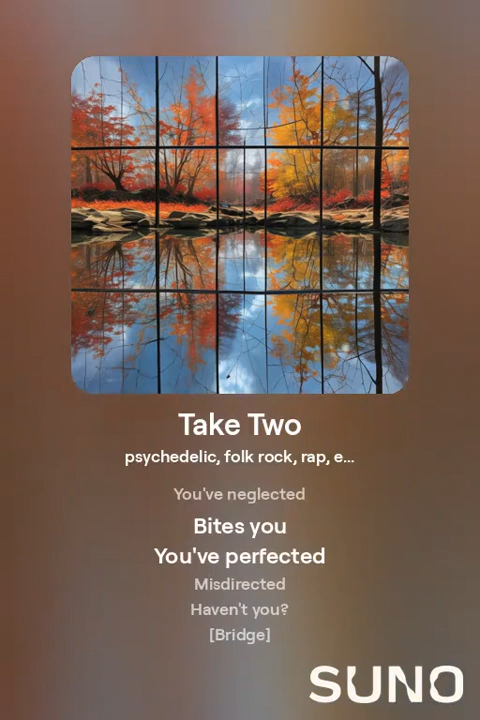 Take Two
psychedelic, folk rock, rap, e...
You've neglected
Bites you
You've perfected
Misdirected
Haven't you?
[Bridge]
SUNO